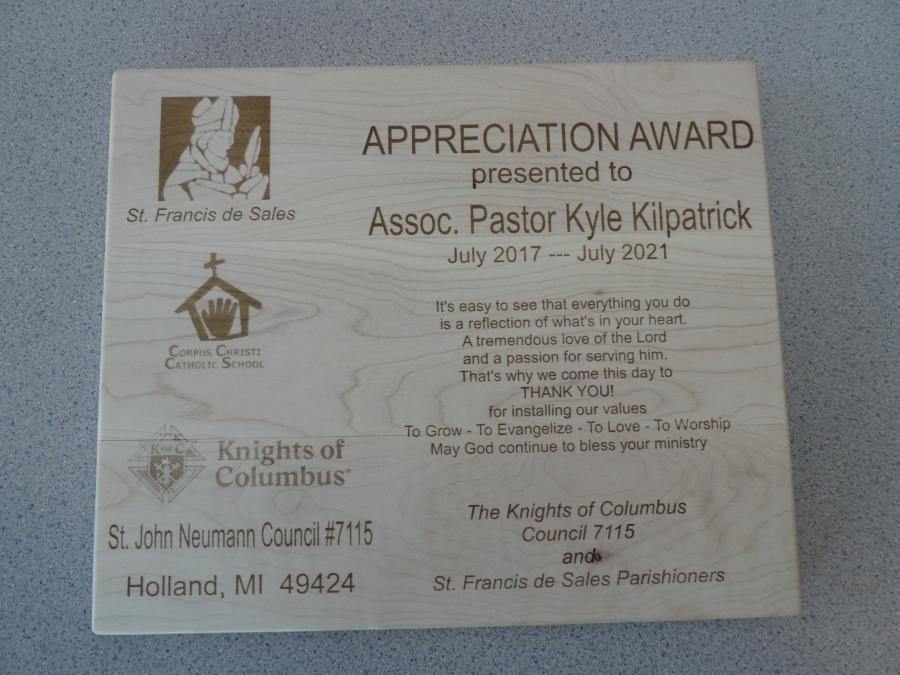 St. Francis de Sales
CORPUS CHRISTI
CATHOLIC SCHOOL
K OF C
Knights of
Columbus®
St. John Neumann Council #7115
Holland, MI 49424
APPRECIATION AWARD
presented to
Assoc. Pastor Kyle Kilpatrick
July 2017 --- July 2021
It's easy to see that everything you do
is a reflection of what's in your heart.
A tremendous love of the Lord
and a passion for serving him.
That's why we come this day to
THANK YOU!
for installing our values
To Grow - To Evangelize - To Love - To Worship
May God continue to bless your ministry
The Knights of Columbus
Council 7115
and
St. Francis de Sales Parishioners